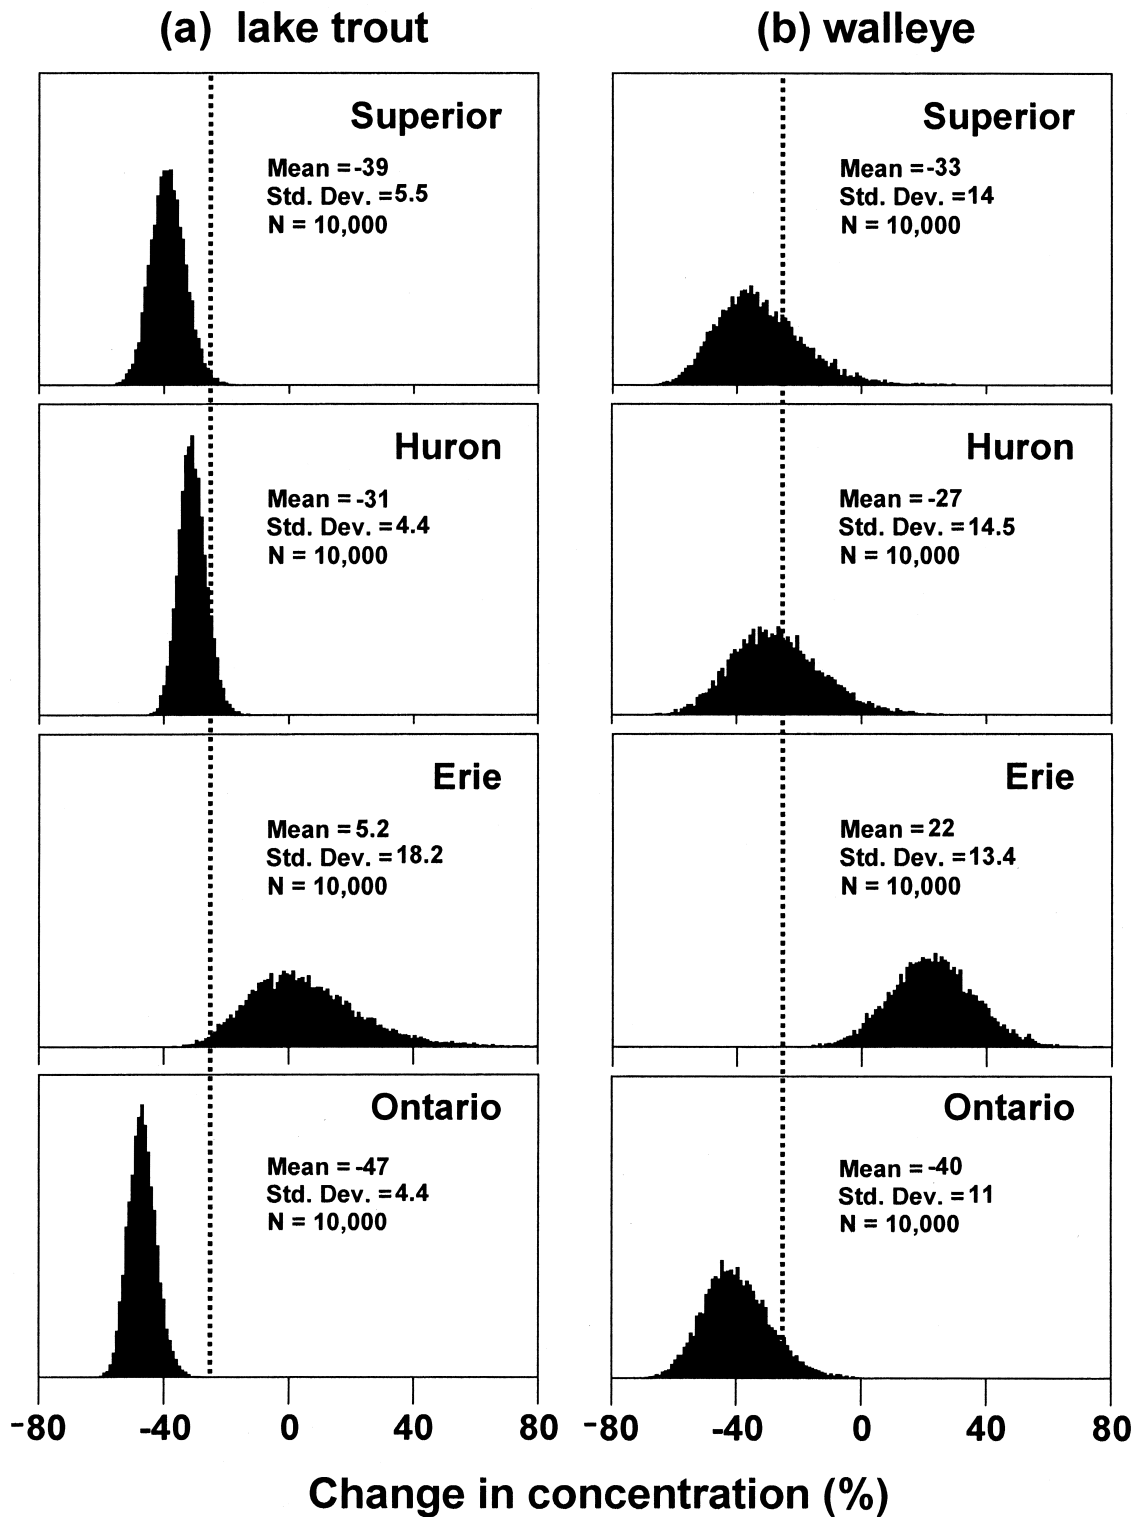 (a) lake trout
Superior
Mean =-39
Std. Dev. =5.5
N = 10,000
Huron
Mean =-31
Std. Dev. =4.4
N = 10,000
Erie
Mean =5.2
Std. Dev. =18.2
N = 10,000
Ontario
Mean =-47
Std. Dev. =4.4
N = 10,000
-80 -40 0 40 80
(b) walleye
Superior
Mean =-33
Std. Dev. =14
N = 10,000
Huron
Mean =-27
Std. Dev. =14.5
N = 10,000
Erie
Mean =22
Std. Dev. =13.4
N = 10,000
Ontario
Mean =-40
Std. Dev. =11
N = 10,000
-80 -40 0 40 80
Change in concentration (%)